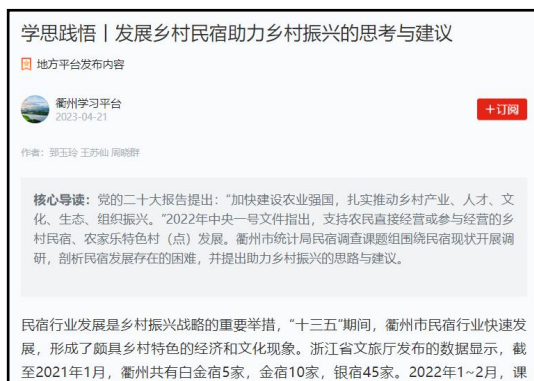 学思践悟丨发展乡村民宿助力乡村振兴的思考与建议
地方平台发布内容
衢州学习平台
+订阅
2023-04-21
作者：郭玉玲 王苏仙 周晓群
核心导读：党的二十大报告提出：“加快建设农业强国，扎实推动乡村产业、人才、文
化、生态、组织振兴。”2022年中央一号文件指出，支持农民直接经营或参与经营的乡
村民宿、农家乐特色村（点）发展。衢州市统计局民宿调查课题组围绕民宿现状开展调
研，剖析民宿发展存在的困难，并提出助力乡村振兴的思路与建议。
民宿行业发展是乡村振兴战略的重要举措，“十三五”期间，衢州市民宿行业快速发
展，形成了颇具乡村特色的经济和文化现象。浙江省文旅厅发布的数据显示，截
至2021年1月，衢州共有白金宿5家，金宿10家，银宿45家。2022年1~2月，课